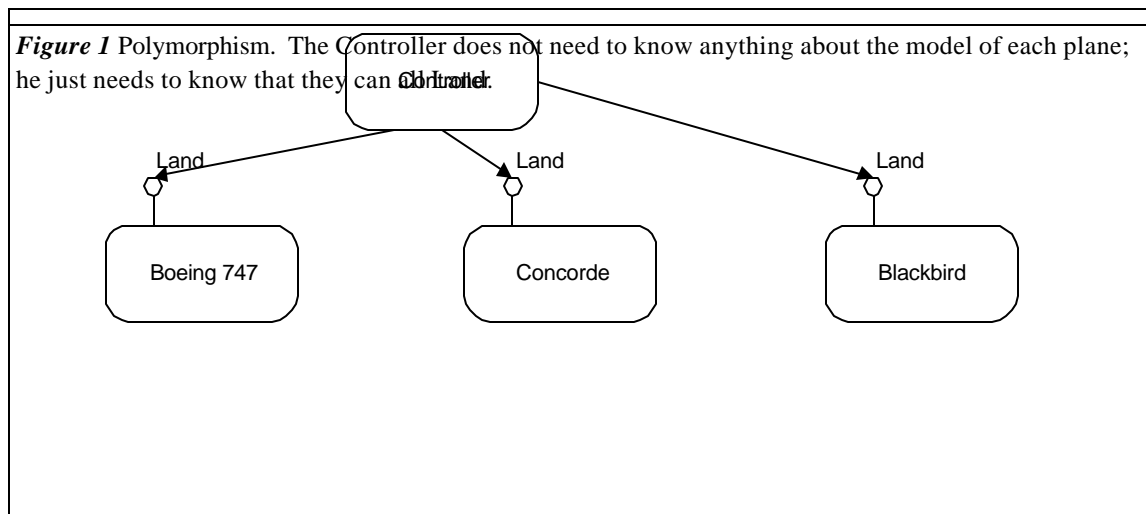 Figure 1 Polymorphism. The Controller does not need to know anything about the model of each plane;
he just needs to know that they can all Land.
Controller
Land
Land
Land
Boeing 747
Concorde
Blackbird